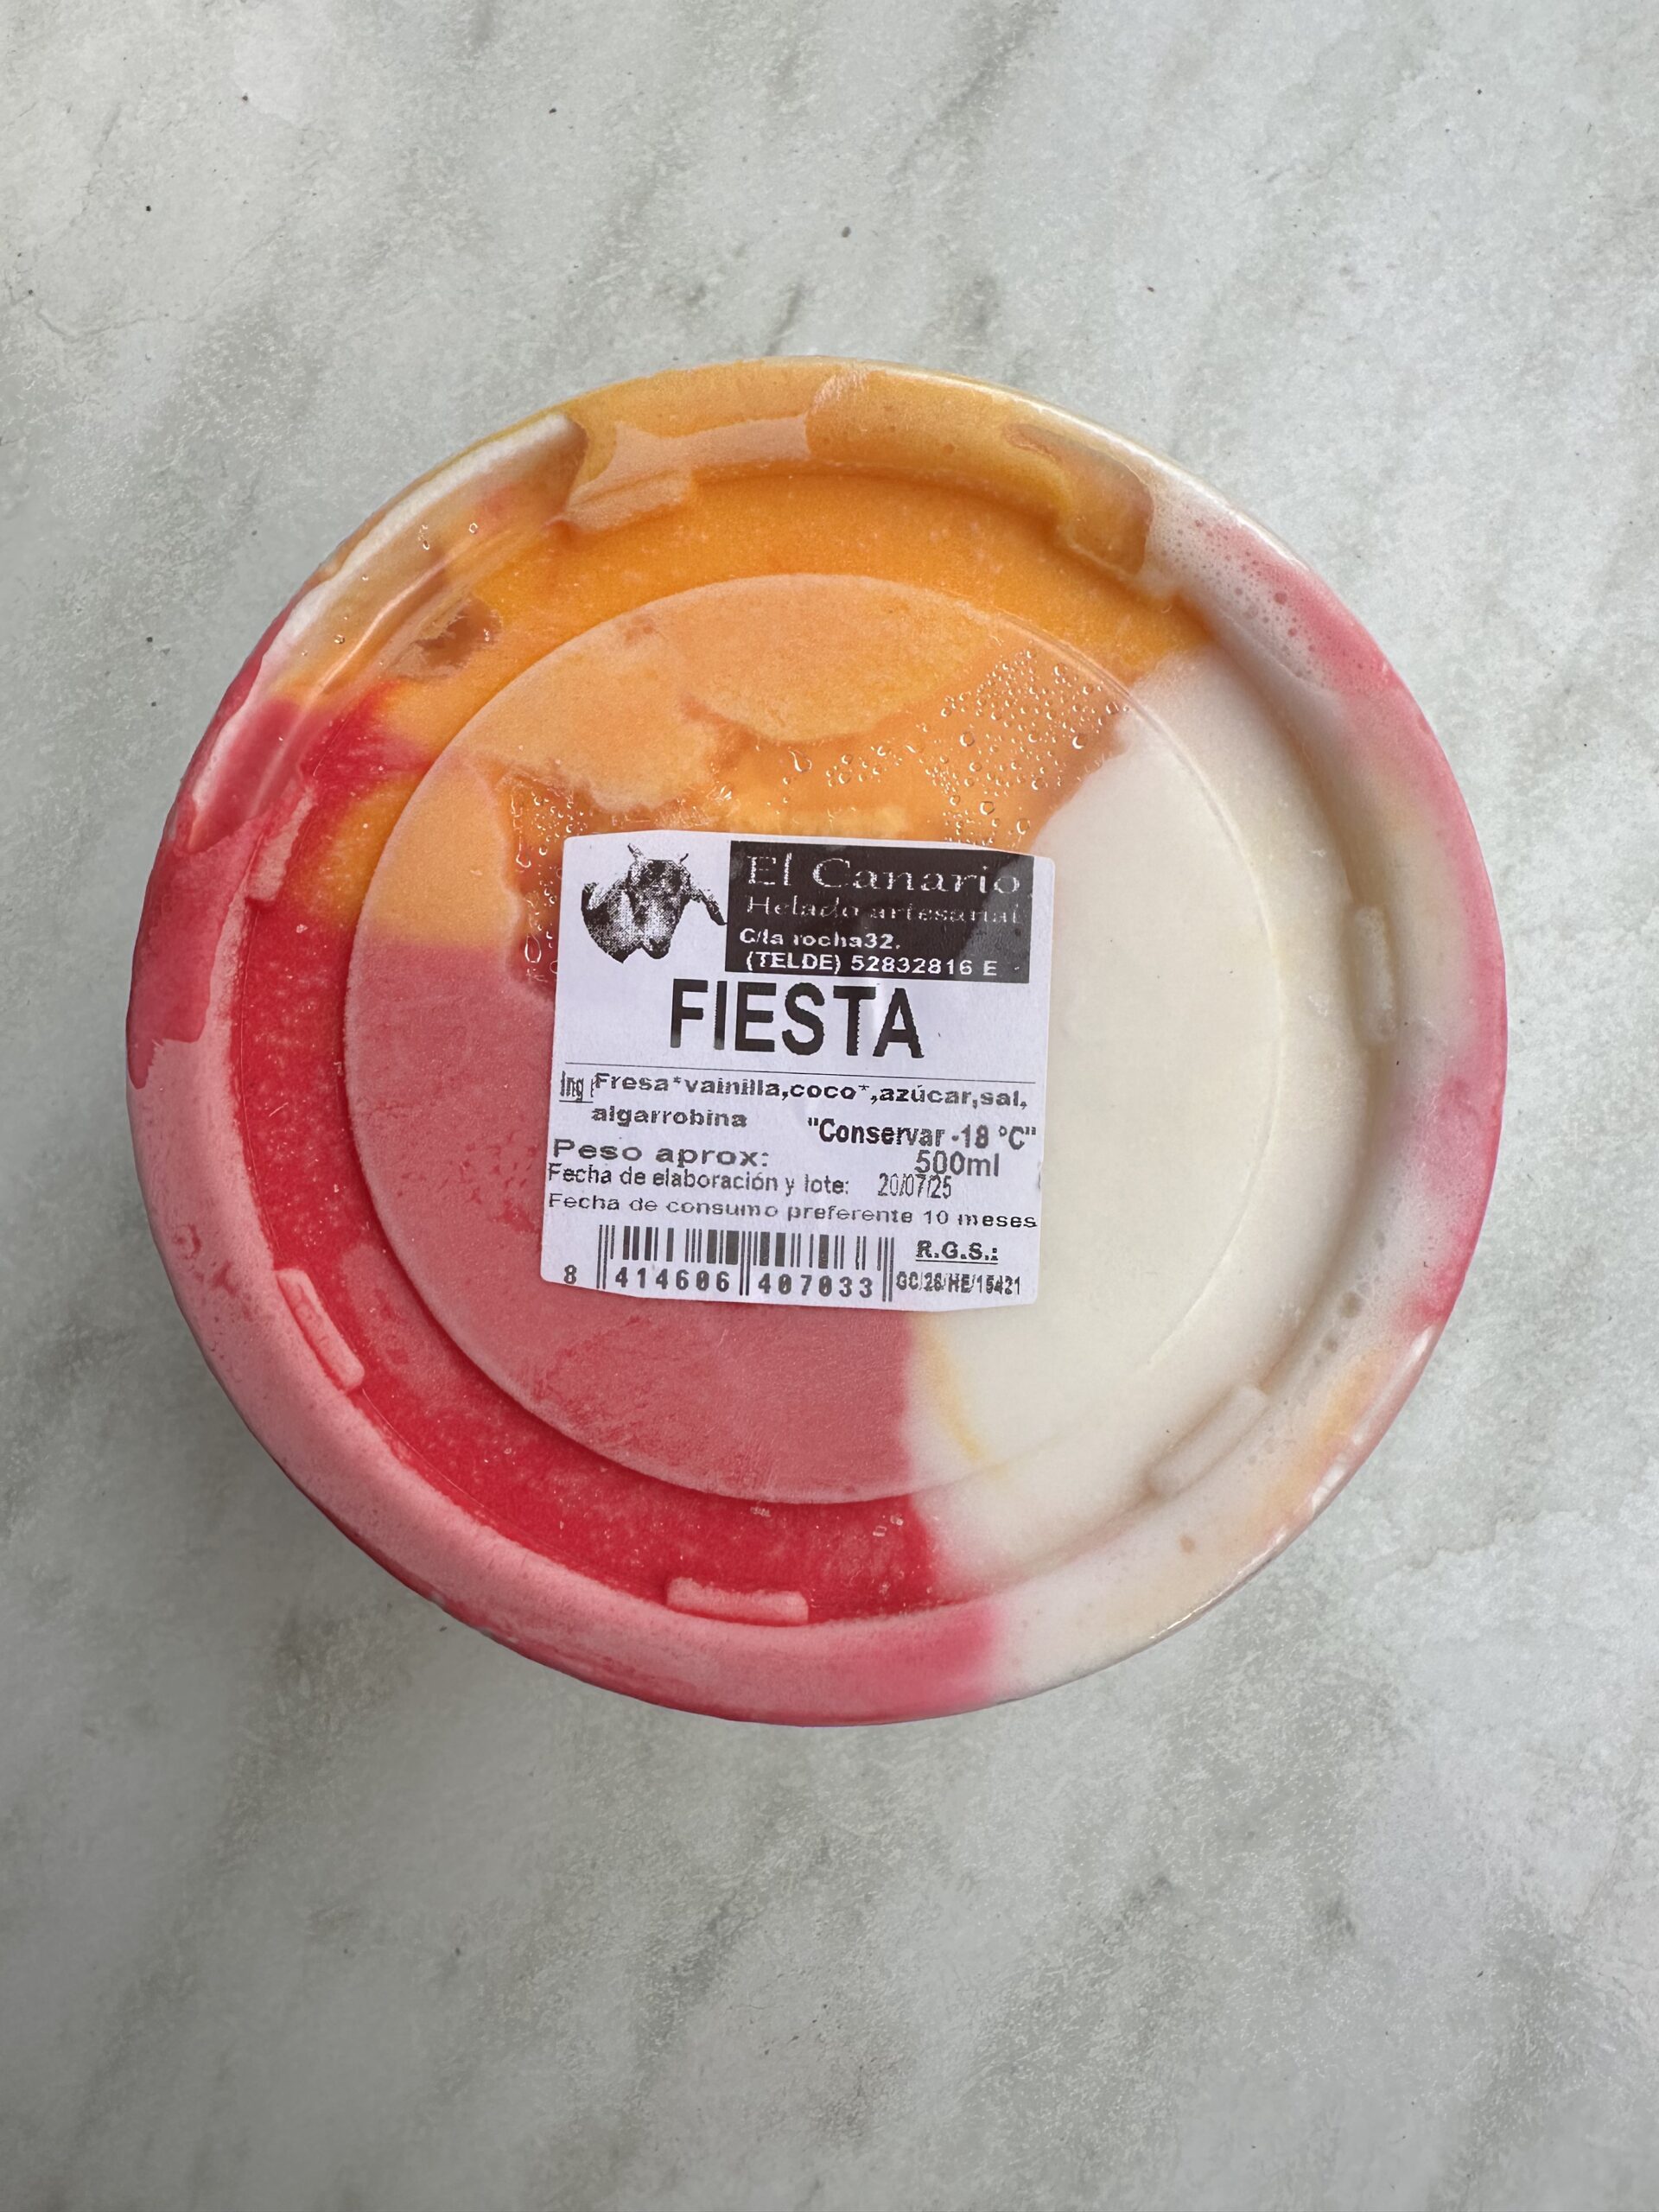 El Canario
Helado artesanal
C/la rocha32.
(TELDE) 52832816 E
FIESTA
Ing: Fresa*vainilla,coco*,azúcar,sal,
algarrobina
"Conservar -18 °C"
Peso aprox: 500ml
Fecha de elaboración y lote: 20/07/25
Fecha de consumo preferente 10 meses
R.G.S.:
8 414606 407033
GC/28/HE/15421